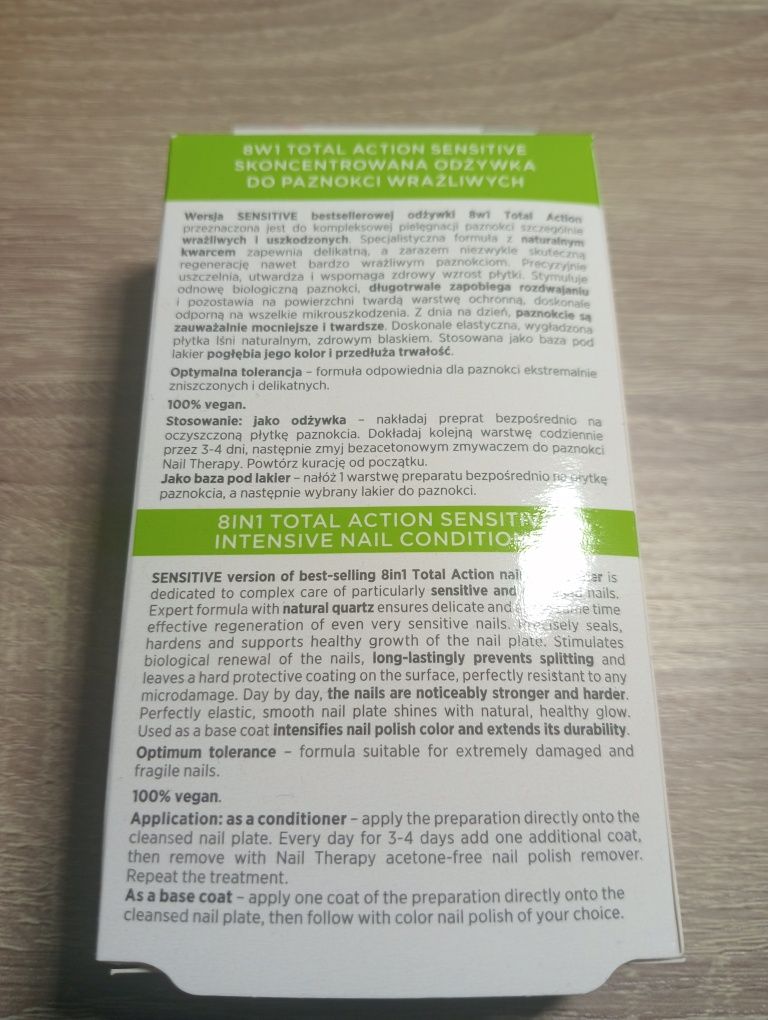 8W1 TOTAL ACTION SENSITIVE
SKONCENTROWANA ODŻYWKA
DO PAZNOKCI WRAŻLIWYCH
Wersja SENSITIVE bestsellerowej odżywki 8w1 Total Action
przeznaczona jest do kompleksowej pielęgnacji paznokci szczególnie
wrażliwych i uszkodzonych. Specjalistyczna formuła z naturalnym
kwarcem zapewnia delikatną, a zarazem niezwykle skuteczną
regenerację nawet bardzo wrażliwym paznokciom. Precyzyjnie
uszczelnia, utwardza i wspomaga zdrowy wzrost płytki. Stymuluje
odnowę biologiczną paznokci, długotrwale zapobiega rozdwajaniu
i pozostawia na powierzchni twardą warstwę ochronną, doskonale
odporną na wszelkie mikrouszkodzenia. Z dnia na dzień, paznokcie są
zauważalnie mocniejsze i twardsze. Doskonale elastyczna, wygładzona
płytka lśni naturalnym, zdrowym blaskiem. Stosowana jako baza pod
lakier pogłębia jego kolor i przedłuża trwałość.
Optymalna tolerancja – formuła odpowiednia dla paznokci ekstremalnie
zniszczonych i delikatnych.
100% vegan.
Stosowanie: jako odżywka – nakładaj preprat bezpośrednio na
oczyszczoną płytkę paznokcia. Dokładaj kolejną warstwę codziennie
przez 3-4 dni, następnie zmyj bezacetonowym zmywaczem do paznokci
Nail Therapy. Powtórz kurację od początku.
Jako baza pod lakier – nałóż 1 warstwę preparatu bezpośrednio na płytkę
paznokcia, a następnie wybrany lakier do paznokci.
8IN1 TOTAL ACTION SENSITIVE
INTENSIVE NAIL
SENSITIVE version of best-selling 8in1 Total Action is
dedicated to complex care of particularly sensitive and nails.
Expert formula with natural quartz ensures delicate and time
effective regeneration of even very sensitive nails. Precisely seals,
hardens and supports healthy growth of the nail plate. Stimulates
biological renewal of the nails, long-lastingly prevents splitting and
leaves a hard protective coating on the surface, perfectly resistant to any
microdamage. Day by day, the nails are noticeably stronger and harder.
Perfectly elastic, smooth nail plate shines with natural, healthy glow.
Used as a base coat intensifies nail polish color and extends its durability.
Optimum tolerance – formula suitable for extremely damaged and
fragile nails.
100% vegan.
Application: as a conditioner – apply the preparation directly onto the
cleansed nail plate. Every day for 3-4 days add one additional coat,
then remove with Nail Therapy acetone-free nail polish remover.
Repeat the treatment.
As a base coat – apply one coat of the preparation directly onto the
cleansed nail plate, then follow with color nail polish of your choice.